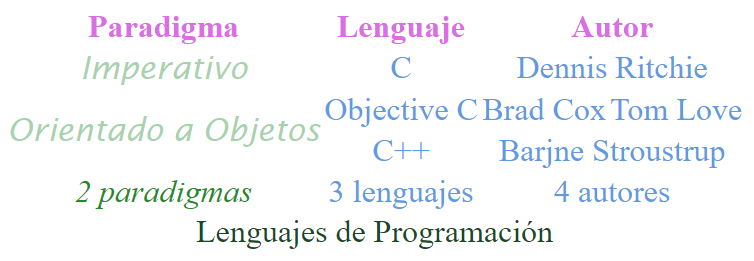 Paradigma Lenguaje Autor
Imperativo C Dennis Ritchie
Orientado a Objetos Objective C Brad Cox Tom Love
C++ Barjne Stroustrup
2 paradigmas 3 lenguajes 4 autores
Lenguajes de Programación